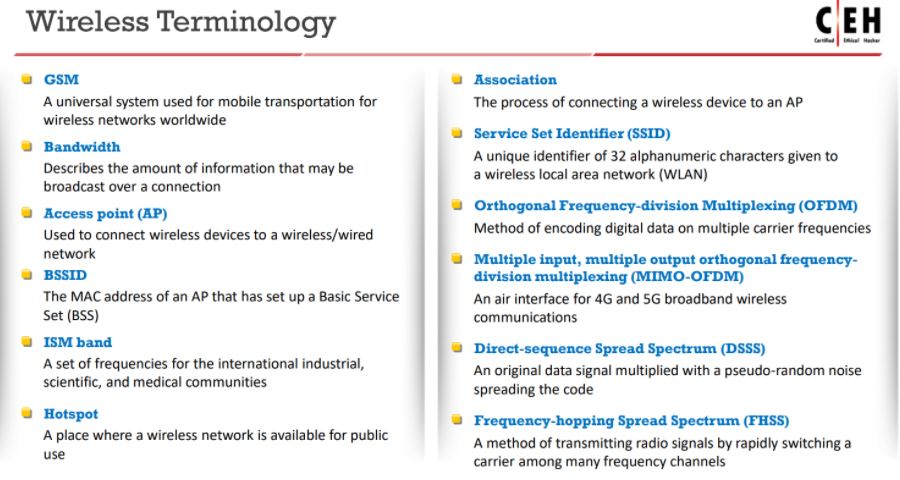 Wireless Terminology
C|EH
Certified Ethical Hacker
GSM
A universal system used for mobile transportation for
wireless networks worldwide
Bandwidth
Describes the amount of information that may be
broadcast over a connection
Access point (AP)
Used to connect wireless devices to a wireless/wired
network
BSSID
The MAC address of an AP that has set up a Basic Service
Set (BSS)
ISM band
A set of frequencies for the international industrial,
scientific, and medical communities
Hotspot
A place where a wireless network is available for public
use
Association
The process of connecting a wireless device to an AP
Service Set Identifier (SSID)
A unique identifier of 32 alphanumeric characters given to
a wireless local area network (WLAN)
Orthogonal Frequency-division Multiplexing (OFDM)
Method of encoding digital data on multiple carrier frequencies
Multiple input, multiple output orthogonal frequency-
division multiplexing (MIMO-OFDM)
An air interface for 4G and 5G broadband wireless
communications
Direct-sequence Spread Spectrum (DSSS)
An original data signal multiplied with a pseudo-random noise
spreading the code
Frequency-hopping Spread Spectrum (FHSS)
A method of transmitting radio signals by rapidly switching a
carrier among many frequency channels